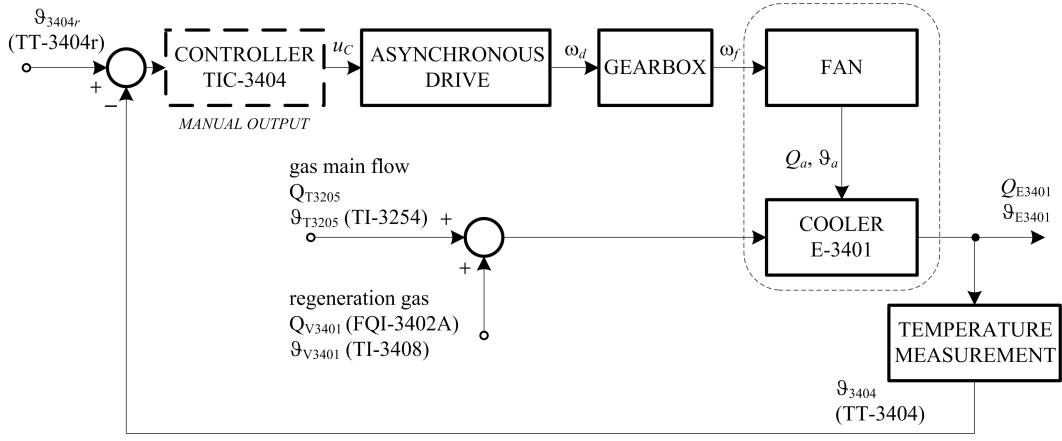 ϑ3404r
(TT-3404r)
+
−
CONTROLLER
TIC-3404
MANUAL OUTPUT
uC
ASYNCHRONOUS
DRIVE
ωd
GEARBOX
ωf
FAN
Qa, ϑa
gas main flow
QT3205
ϑT3205 (TI-3254)
+
+
regeneration gas
QV3401 (FQI-3402A)
ϑV3401 (TI-3408)
COOLER
E-3401
QE3401
ϑE3401
TEMPERATURE
MEASUREMENT
ϑ3404
(TT-3404)